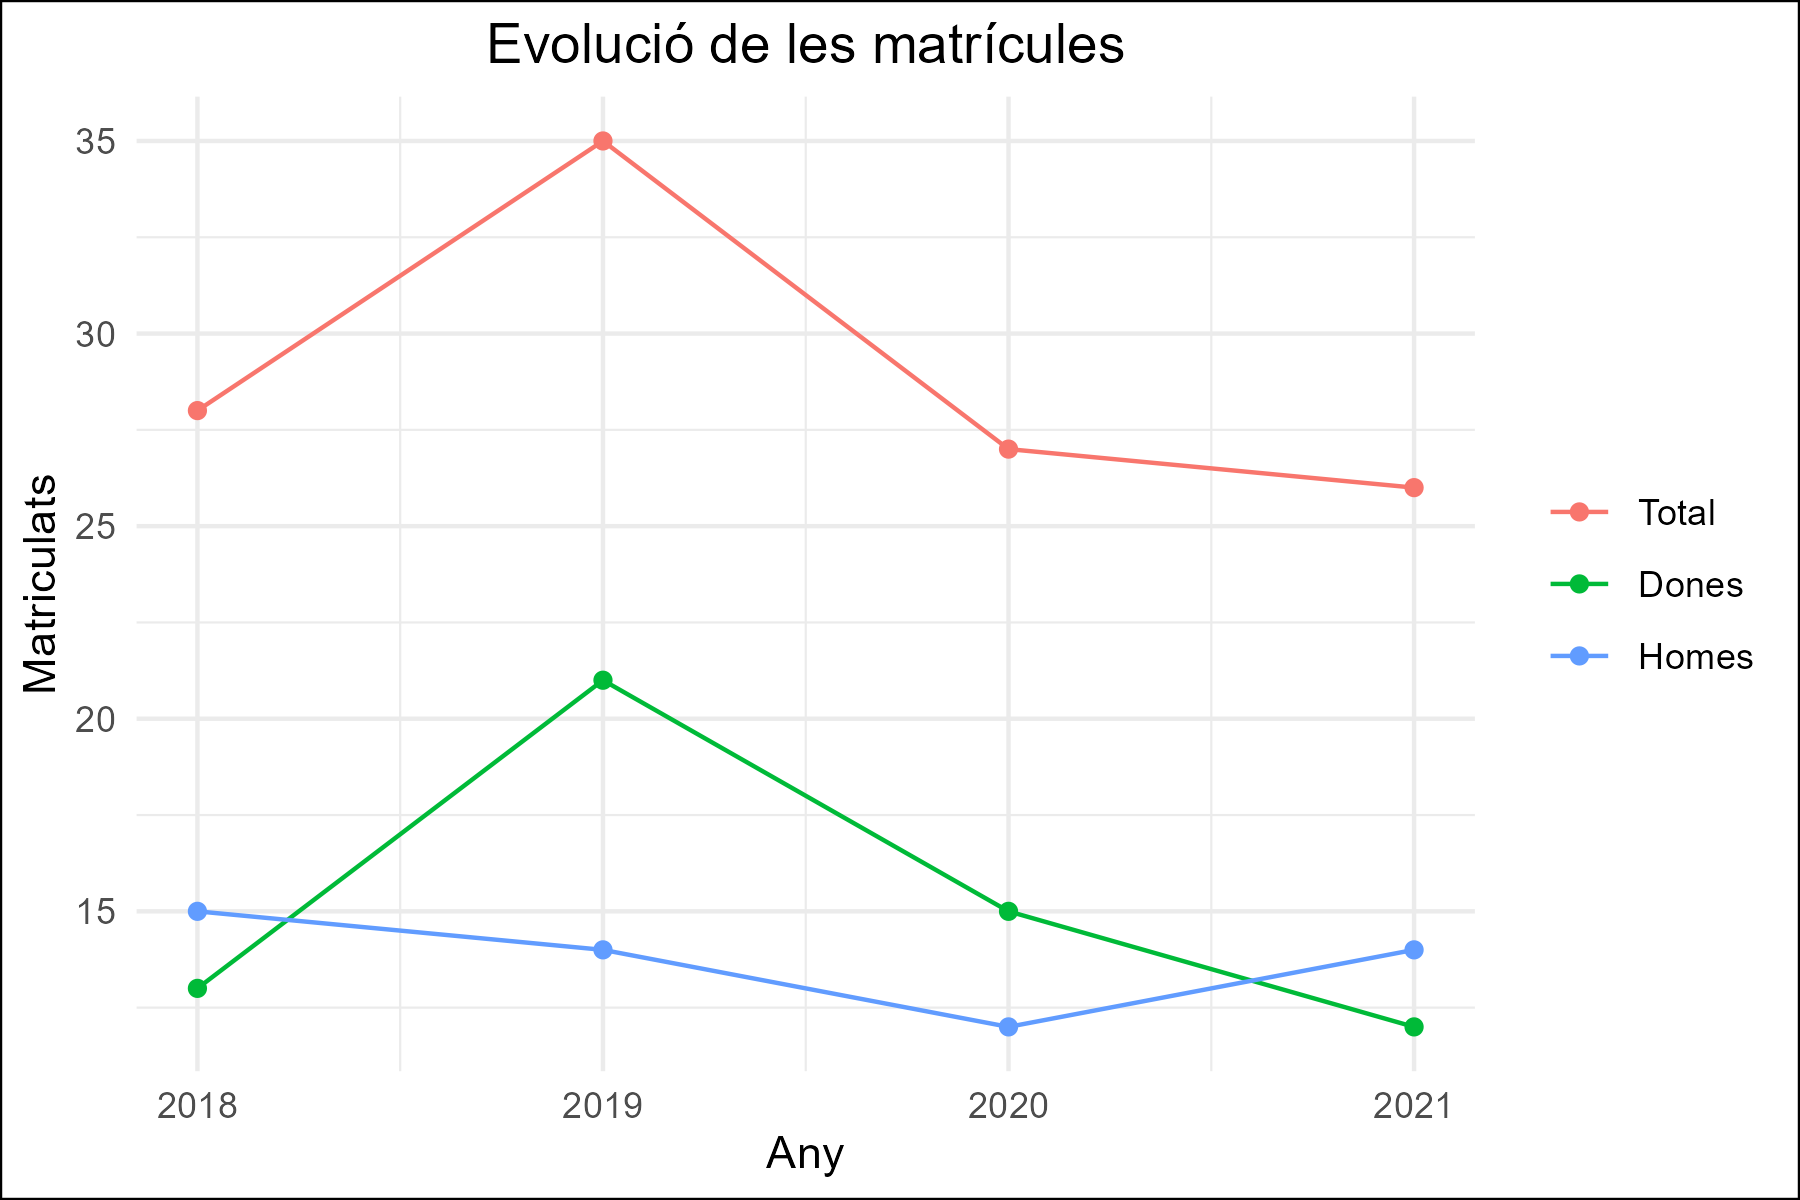 Evolució de les matrícules
35
30
25
20
15
Matriculats
2018 2019 2020 2021
Any
Total
Dones
Homes